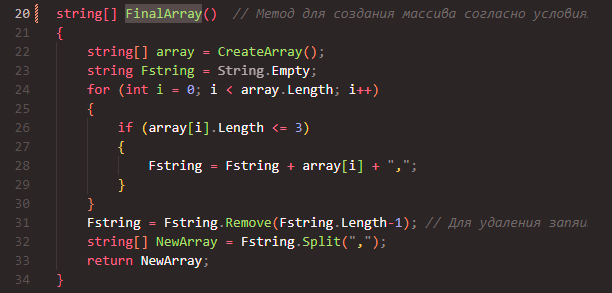 20 string[] FinalArray() // Метод для создания массива согласно условия
21 {
22 string[] array = CreateArray();
23 string Fstring = String.Empty;
24 for (int i = 0; i < array.Length; i++)
25 {
26 if (array[i].Length <= 3)
27 {
28 Fstring = Fstring + array[i] + ",";
29 }
30 }
31 Fstring = Fstring.Remove(Fstring.Length-1); // Для удаления запя
32 string[] NewArray = Fstring.Split(",");
33 return NewArray;
34 }